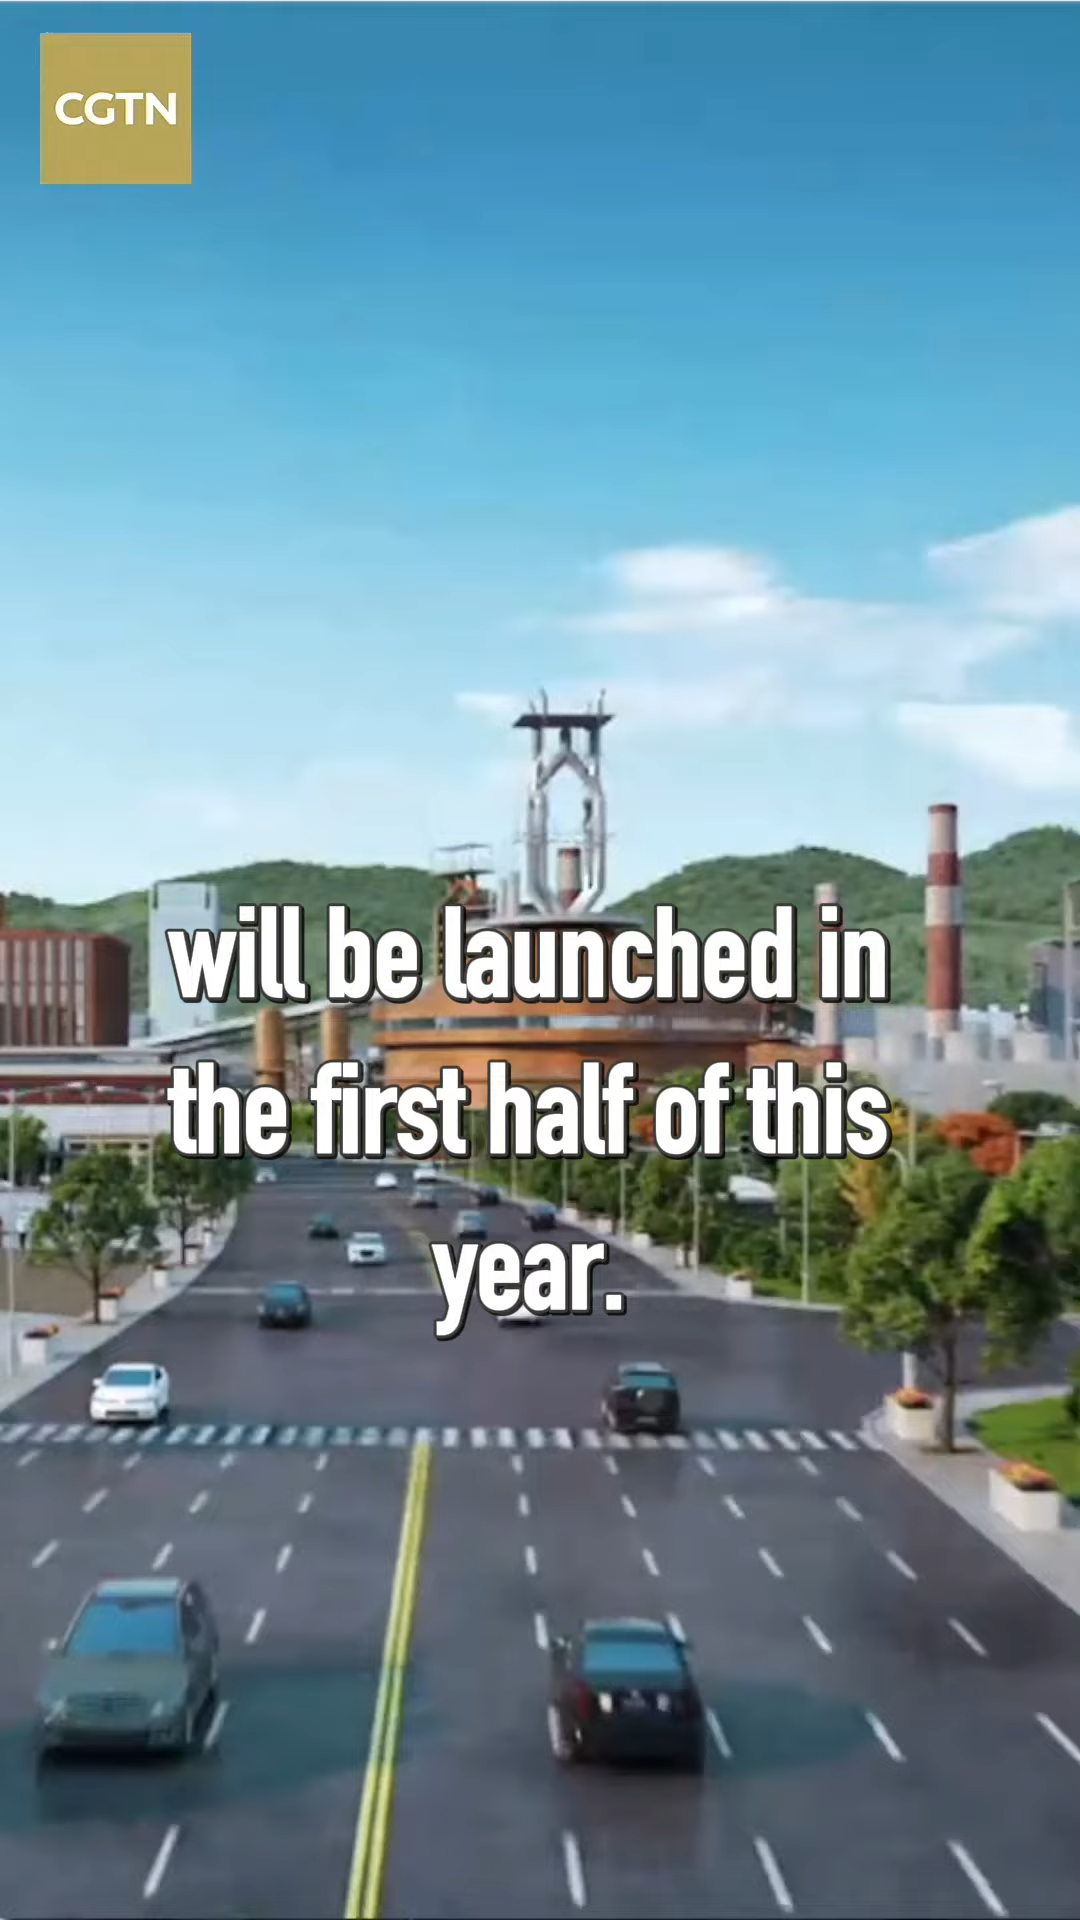 CGTN
will be launched in
the first half of this
year.